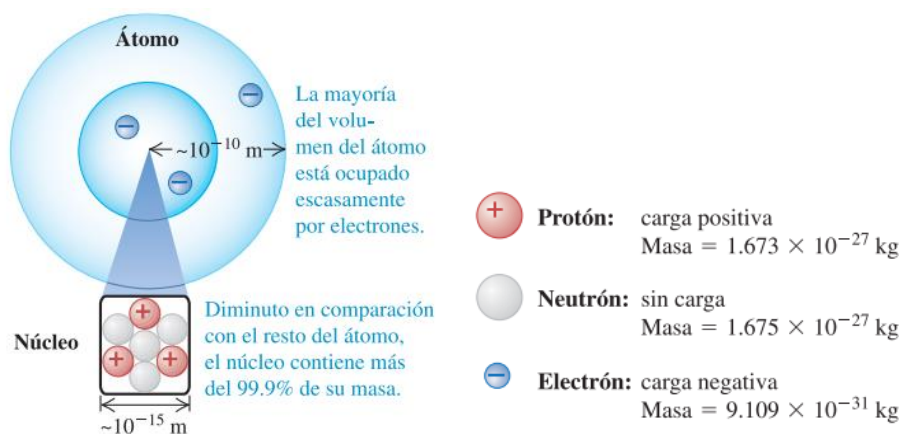 Átomo
~10⁻¹⁰ m
La mayoría
del volu-
men del átomo
está ocupado
escasamente
por electrones.
Núcleo
Diminuto en comparación
con el resto del átomo,
el núcleo contiene más
del 99.9% de su masa.
~10⁻¹⁵ m
Protón: carga positiva
Masa = 1.673 × 10⁻²⁷ kg
Neutrón: sin carga
Masa = 1.675 × 10⁻²⁷ kg
Electrón: carga negativa
Masa = 9.109 × 10⁻³¹ kg